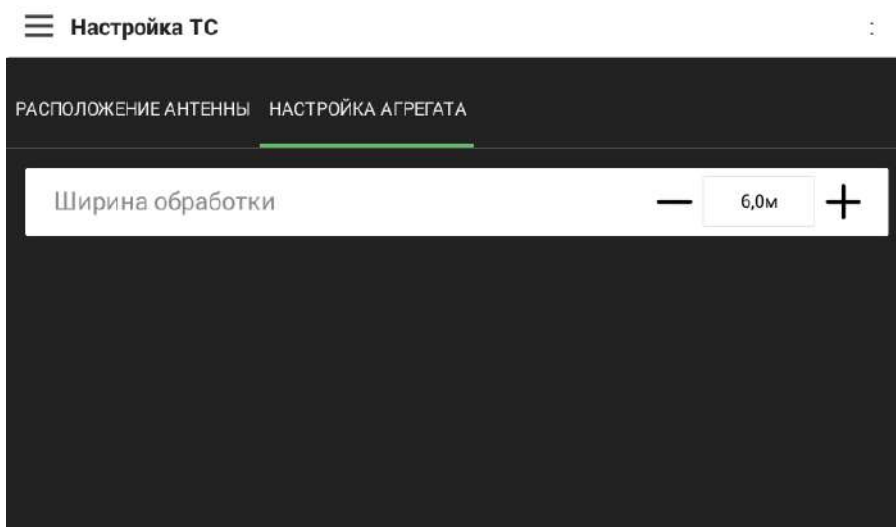 Настройка ТС
РАСПОЛОЖЕНИЕ АНТЕННЫ НАСТРОЙКА АГРЕГАТА
Ширина обработки 6,0м